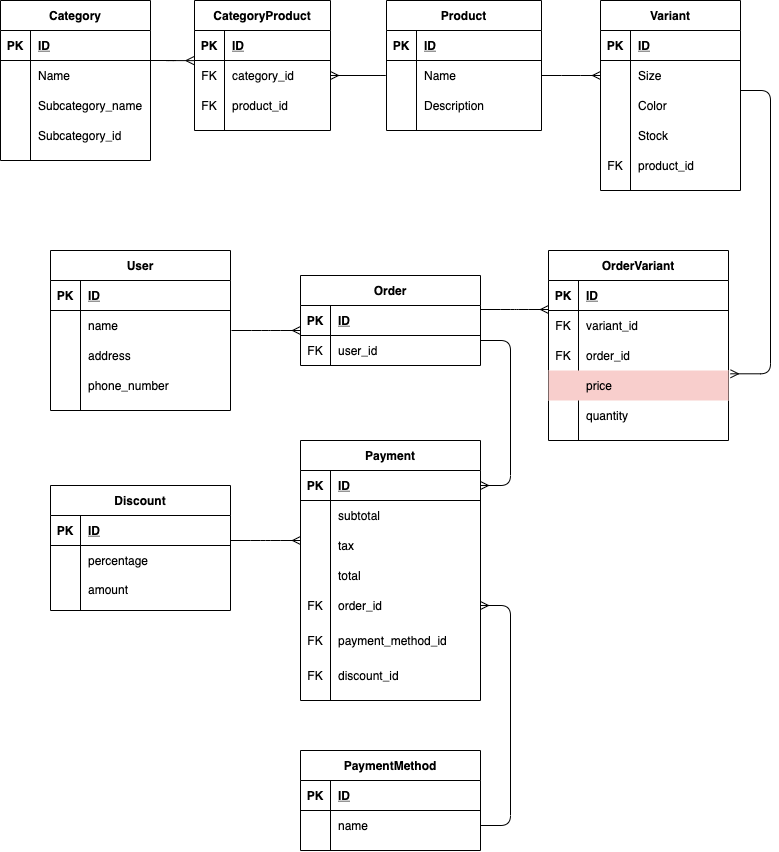 Category
PK ID
Name
Subcategory_name
Subcategory_id
CategoryProduct
PK ID
FK category_id
FK product_id
Product
PK ID
Name
Description
Variant
PK ID
Size
Color
Stock
FK product_id
User
PK ID
name
address
phone_number
Order
PK ID
FK user_id
OrderVariant
PK ID
FK variant_id
FK order_id
price
quantity
Discount
PK ID
percentage
amount
Payment
PK ID
subtotal
tax
total
FK order_id
FK payment_method_id
FK discount_id
PaymentMethod
PK ID
name